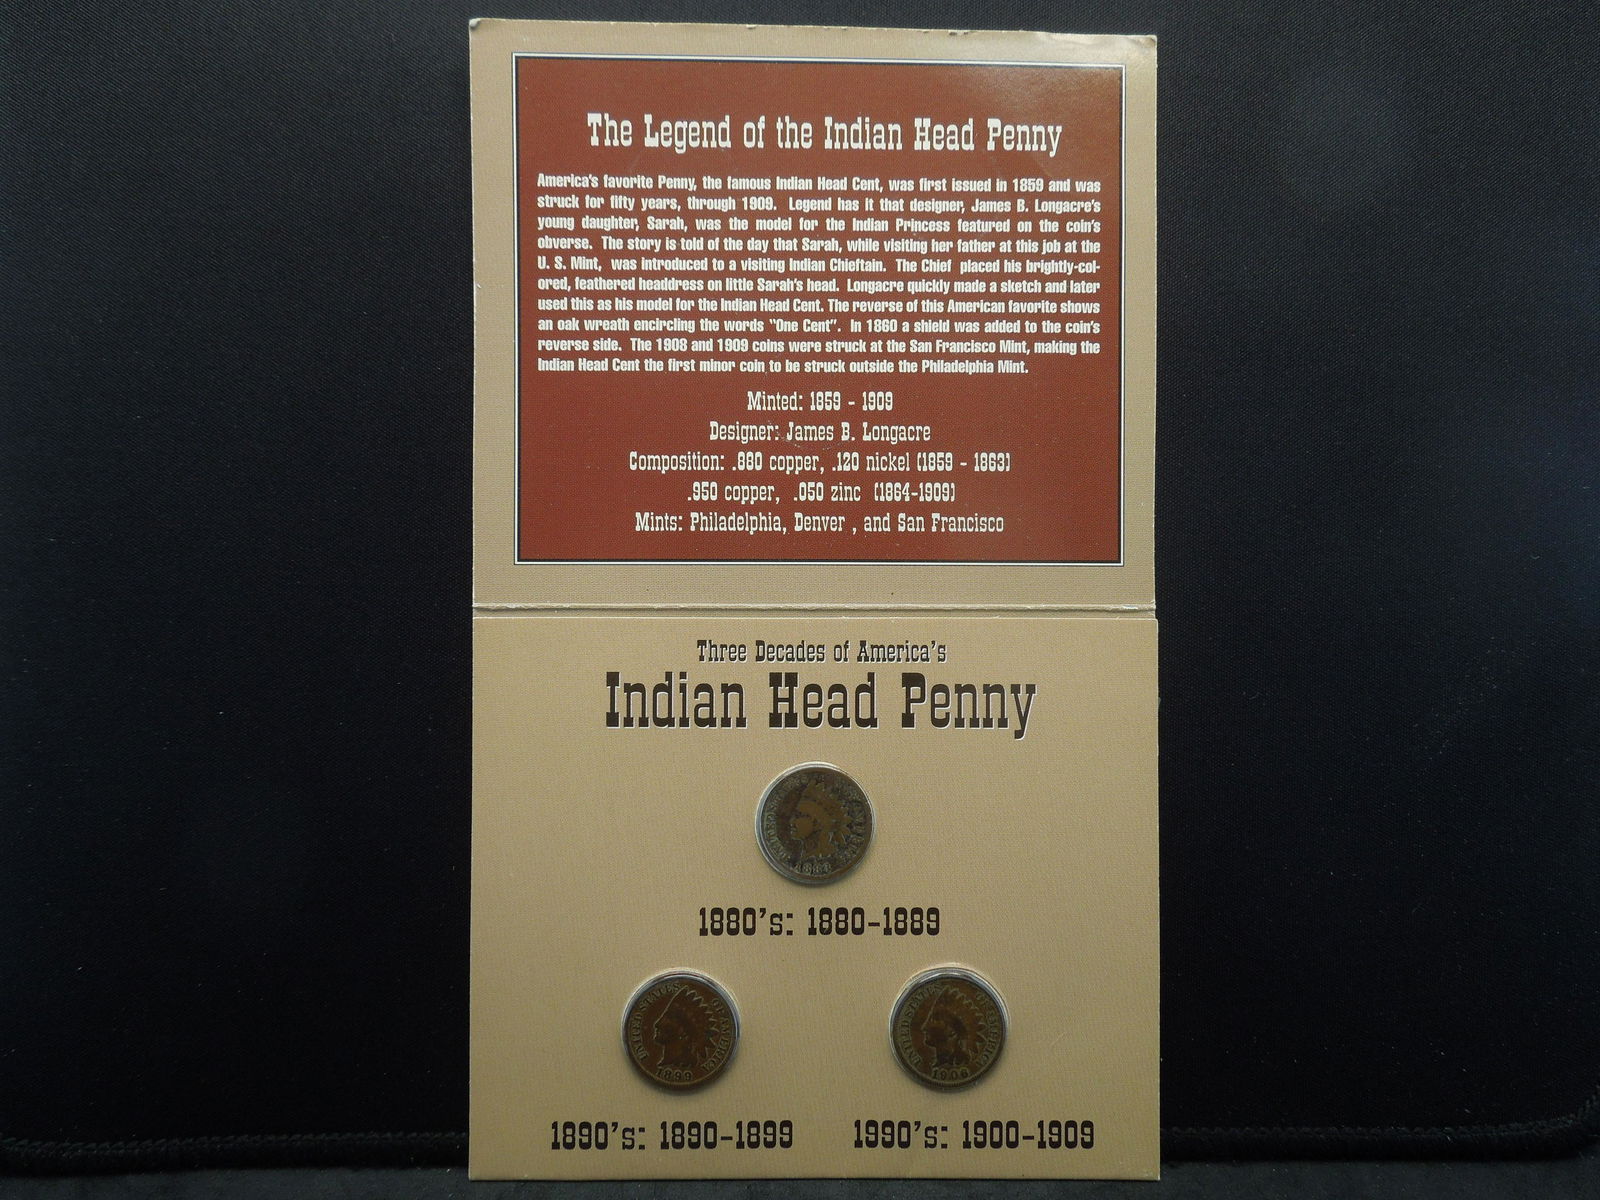 The Legend of the Indian Head Penny
America's favorite Penny, the famous Indian Head Cent, was first issued in 1859 and was
struck for fifty years, through 1909. Legend has it that designer, James B. Longacre's
young daughter, Sarah, was the model for the Indian Princess featured on the coin's
obverse. The story is told of the day that Sarah, while visiting her father at this job at the
U. S. Mint, was introduced to a visiting Indian Chieftain. The Chief placed his brightly-col-
ored, feathered headdress on little Sarah's head. Longacre quickly made a sketch and later
used this as his model for the Indian Head Cent. The reverse of this American favorite shows
an oak wreath encircling the words "One Cent". In 1860 a shield was added to the coin's
reverse side. The 1908 and 1909 coins were struck at the San Francisco Mint, making the
Indian Head Cent the first minor coin to be struck outside the Philadelphia Mint.
Minted: 1859 - 1909
Designer: James B. Longacre
Composition: .880 copper, .120 nickel (1859 - 1863)
.950 copper, .050 zinc (1864-1909)
Mints: Philadelphia, Denver , and San Francisco
Three Decades of America's
Indian Head Penny
1880's: 1880-1889
UNITED STATES OF AMERICA
1899
UNITED STATES OF AMERICA
1906
1890's: 1890-1899
1990's: 1900-1909